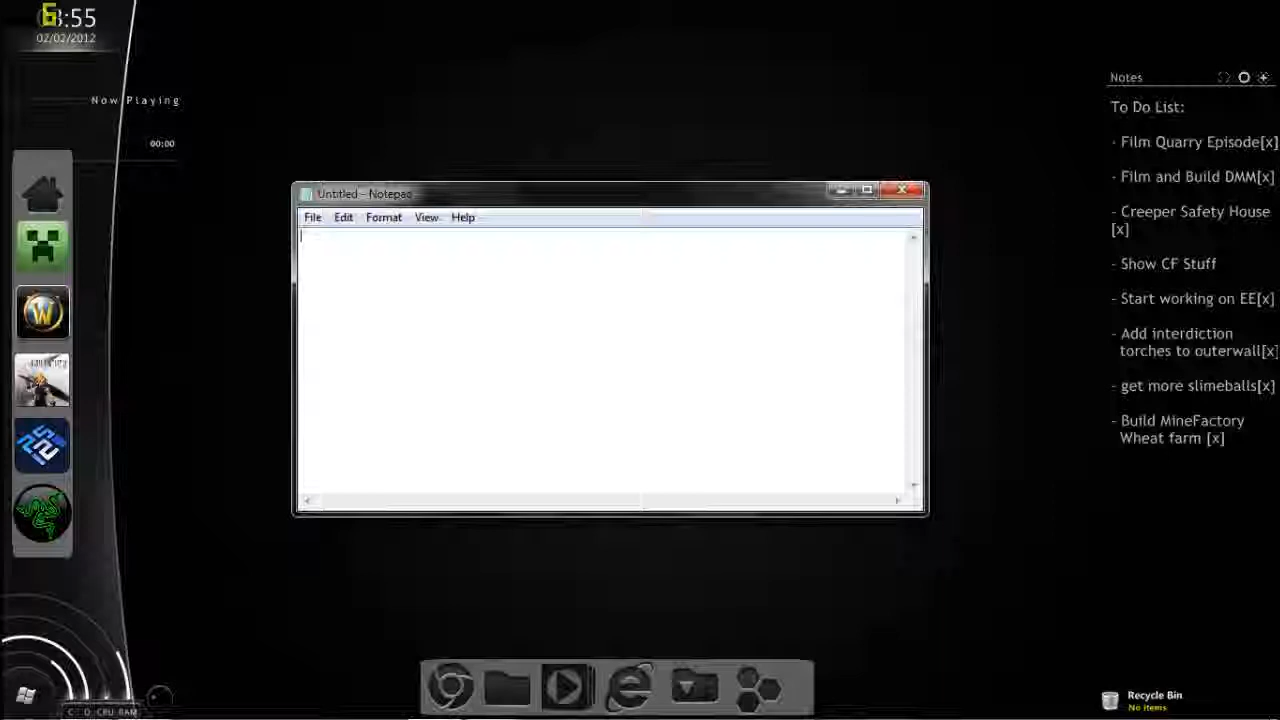 :55
02/02/2012
Now Playing
00:00
Untitled - Notepad
File Edit Format View Help
Notes
To Do List:
- Film Quarry Episode[x]
- Film and Build DMM[x]
- Creeper Safety House
[x]
- Show CF Stuff
- Start working on EE[x]
- Add interdiction
torches to outerwall[x]
- get more slimeballs[x]
- Build MineFactory
Wheat farm [x]
W
C: D: CPU RAM
Recycle Bin
No items